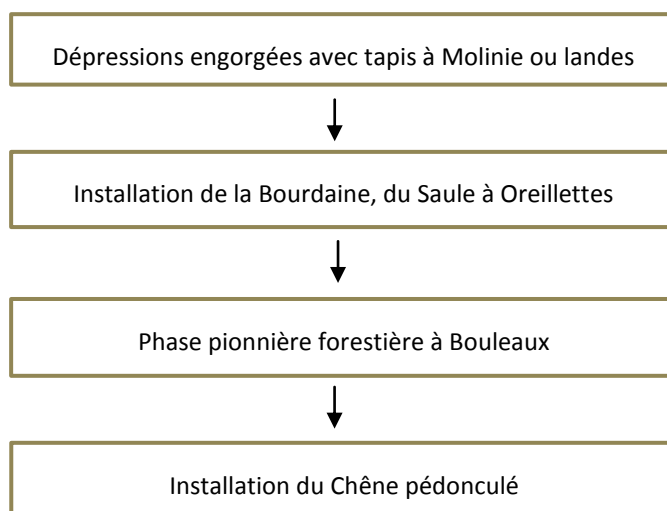 Dépressions engorgées avec tapis à Molinie ou landes
Installation de la Bourdaine, du Saule à Oreillettes
Phase pionnière forestière à Bouleaux
Installation du Chêne pédonculé